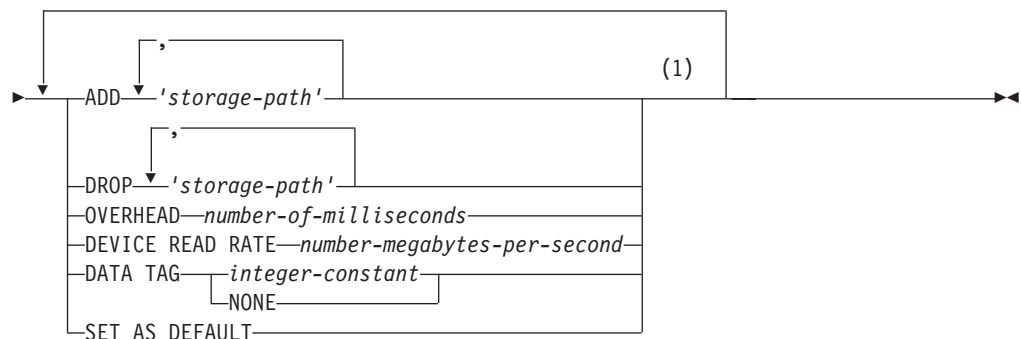 ,
(1)
ADD 'storage-path'
,
DROP 'storage-path'
OVERHEAD number-of-milliseconds
DEVICE READ RATE number-megabytes-per-second
DATA TAG integer-constant
NONE
SET AS DEFAULT